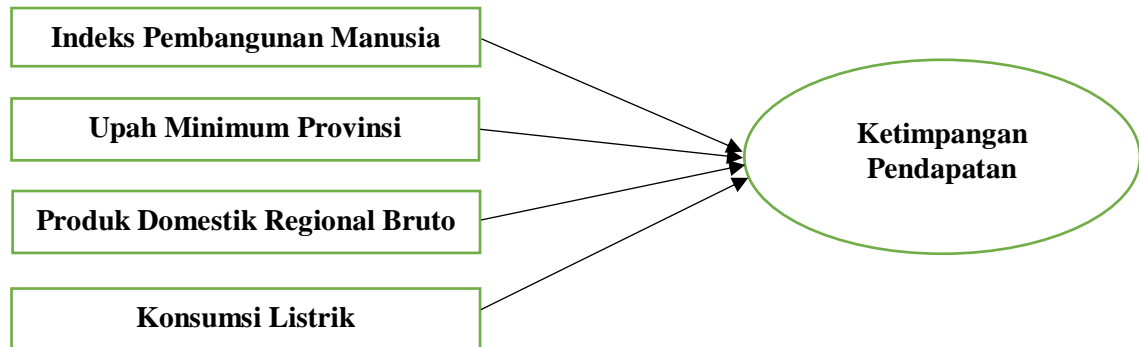 Indeks Pembangunan Manusia
Upah Minimum Provinsi
Produk Domestik Regional Bruto
Konsumsi Listrik
Ketimpangan
Pendapatan